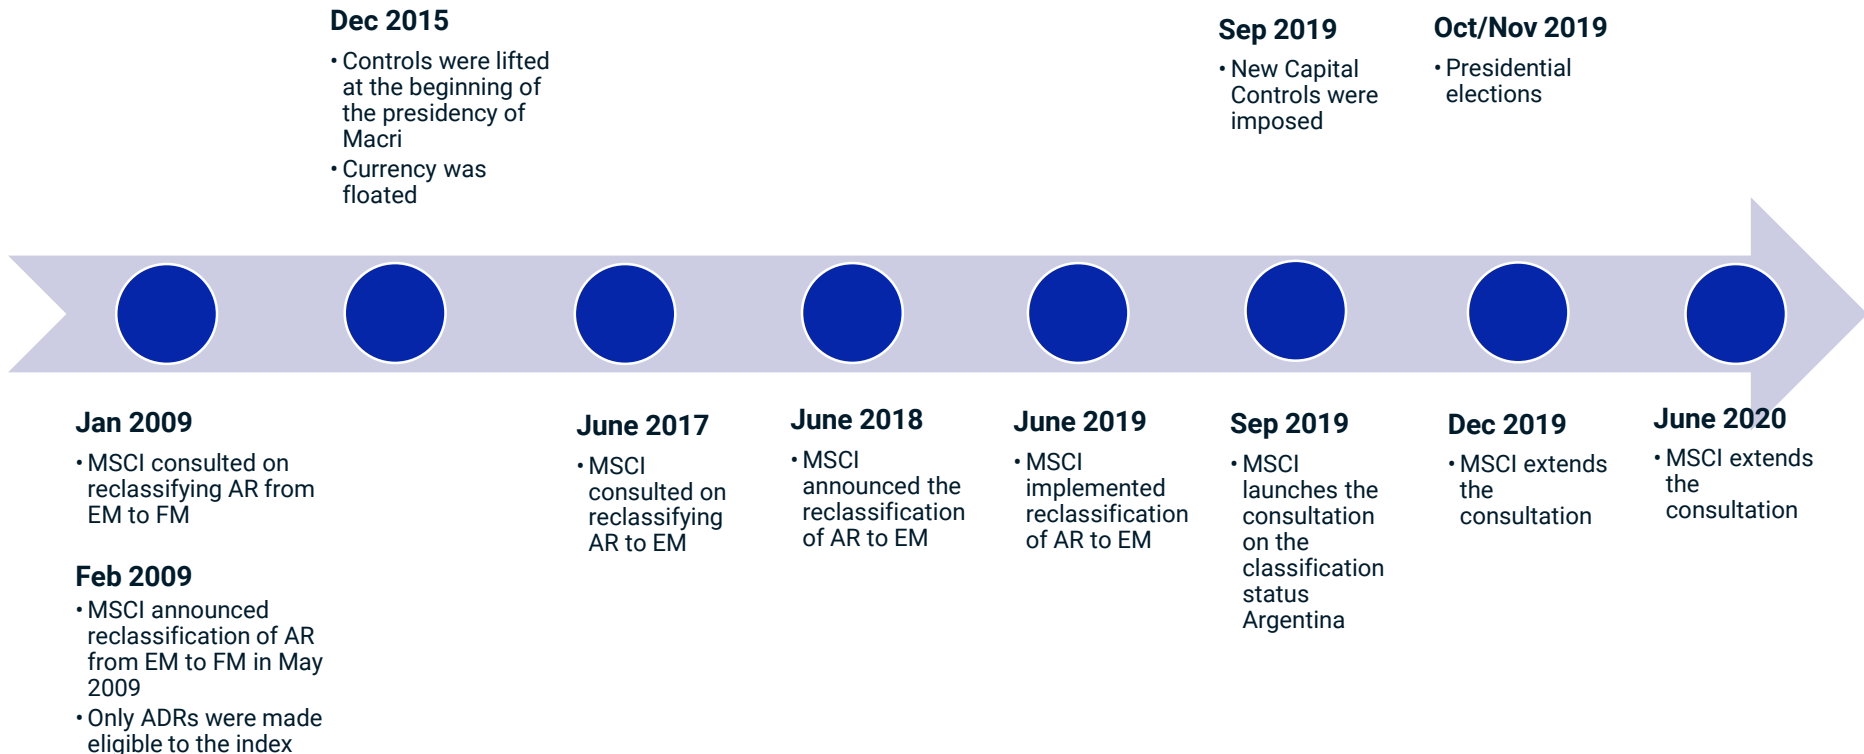 Dec 2015
• Controls were lifted
at the beginning of
the presidency of
Macri
• Currency was
floated
Sep 2019
• New Capital
Controls were
imposed
Oct/Nov 2019
• Presidential
elections
Jan 2009
• MSCI consulted on
reclassifying AR from
EM to FM
Feb 2009
• MSCI announced
reclassification of AR
from EM to FM in May
2009
• Only ADRs were made
eligible to the index
June 2017
• MSCI
consulted on
reclassifying
AR to EM
June 2018
• MSCI
announced the
reclassification
of AR to EM
June 2019
• MSCI
implemented
reclassification
of AR to EM
Sep 2019
• MSCI
launches the
consultation
on the
classification
status
Argentina
Dec 2019
• MSCI extends
the
consultation
June 2020
• MSCI extends
the
consultation